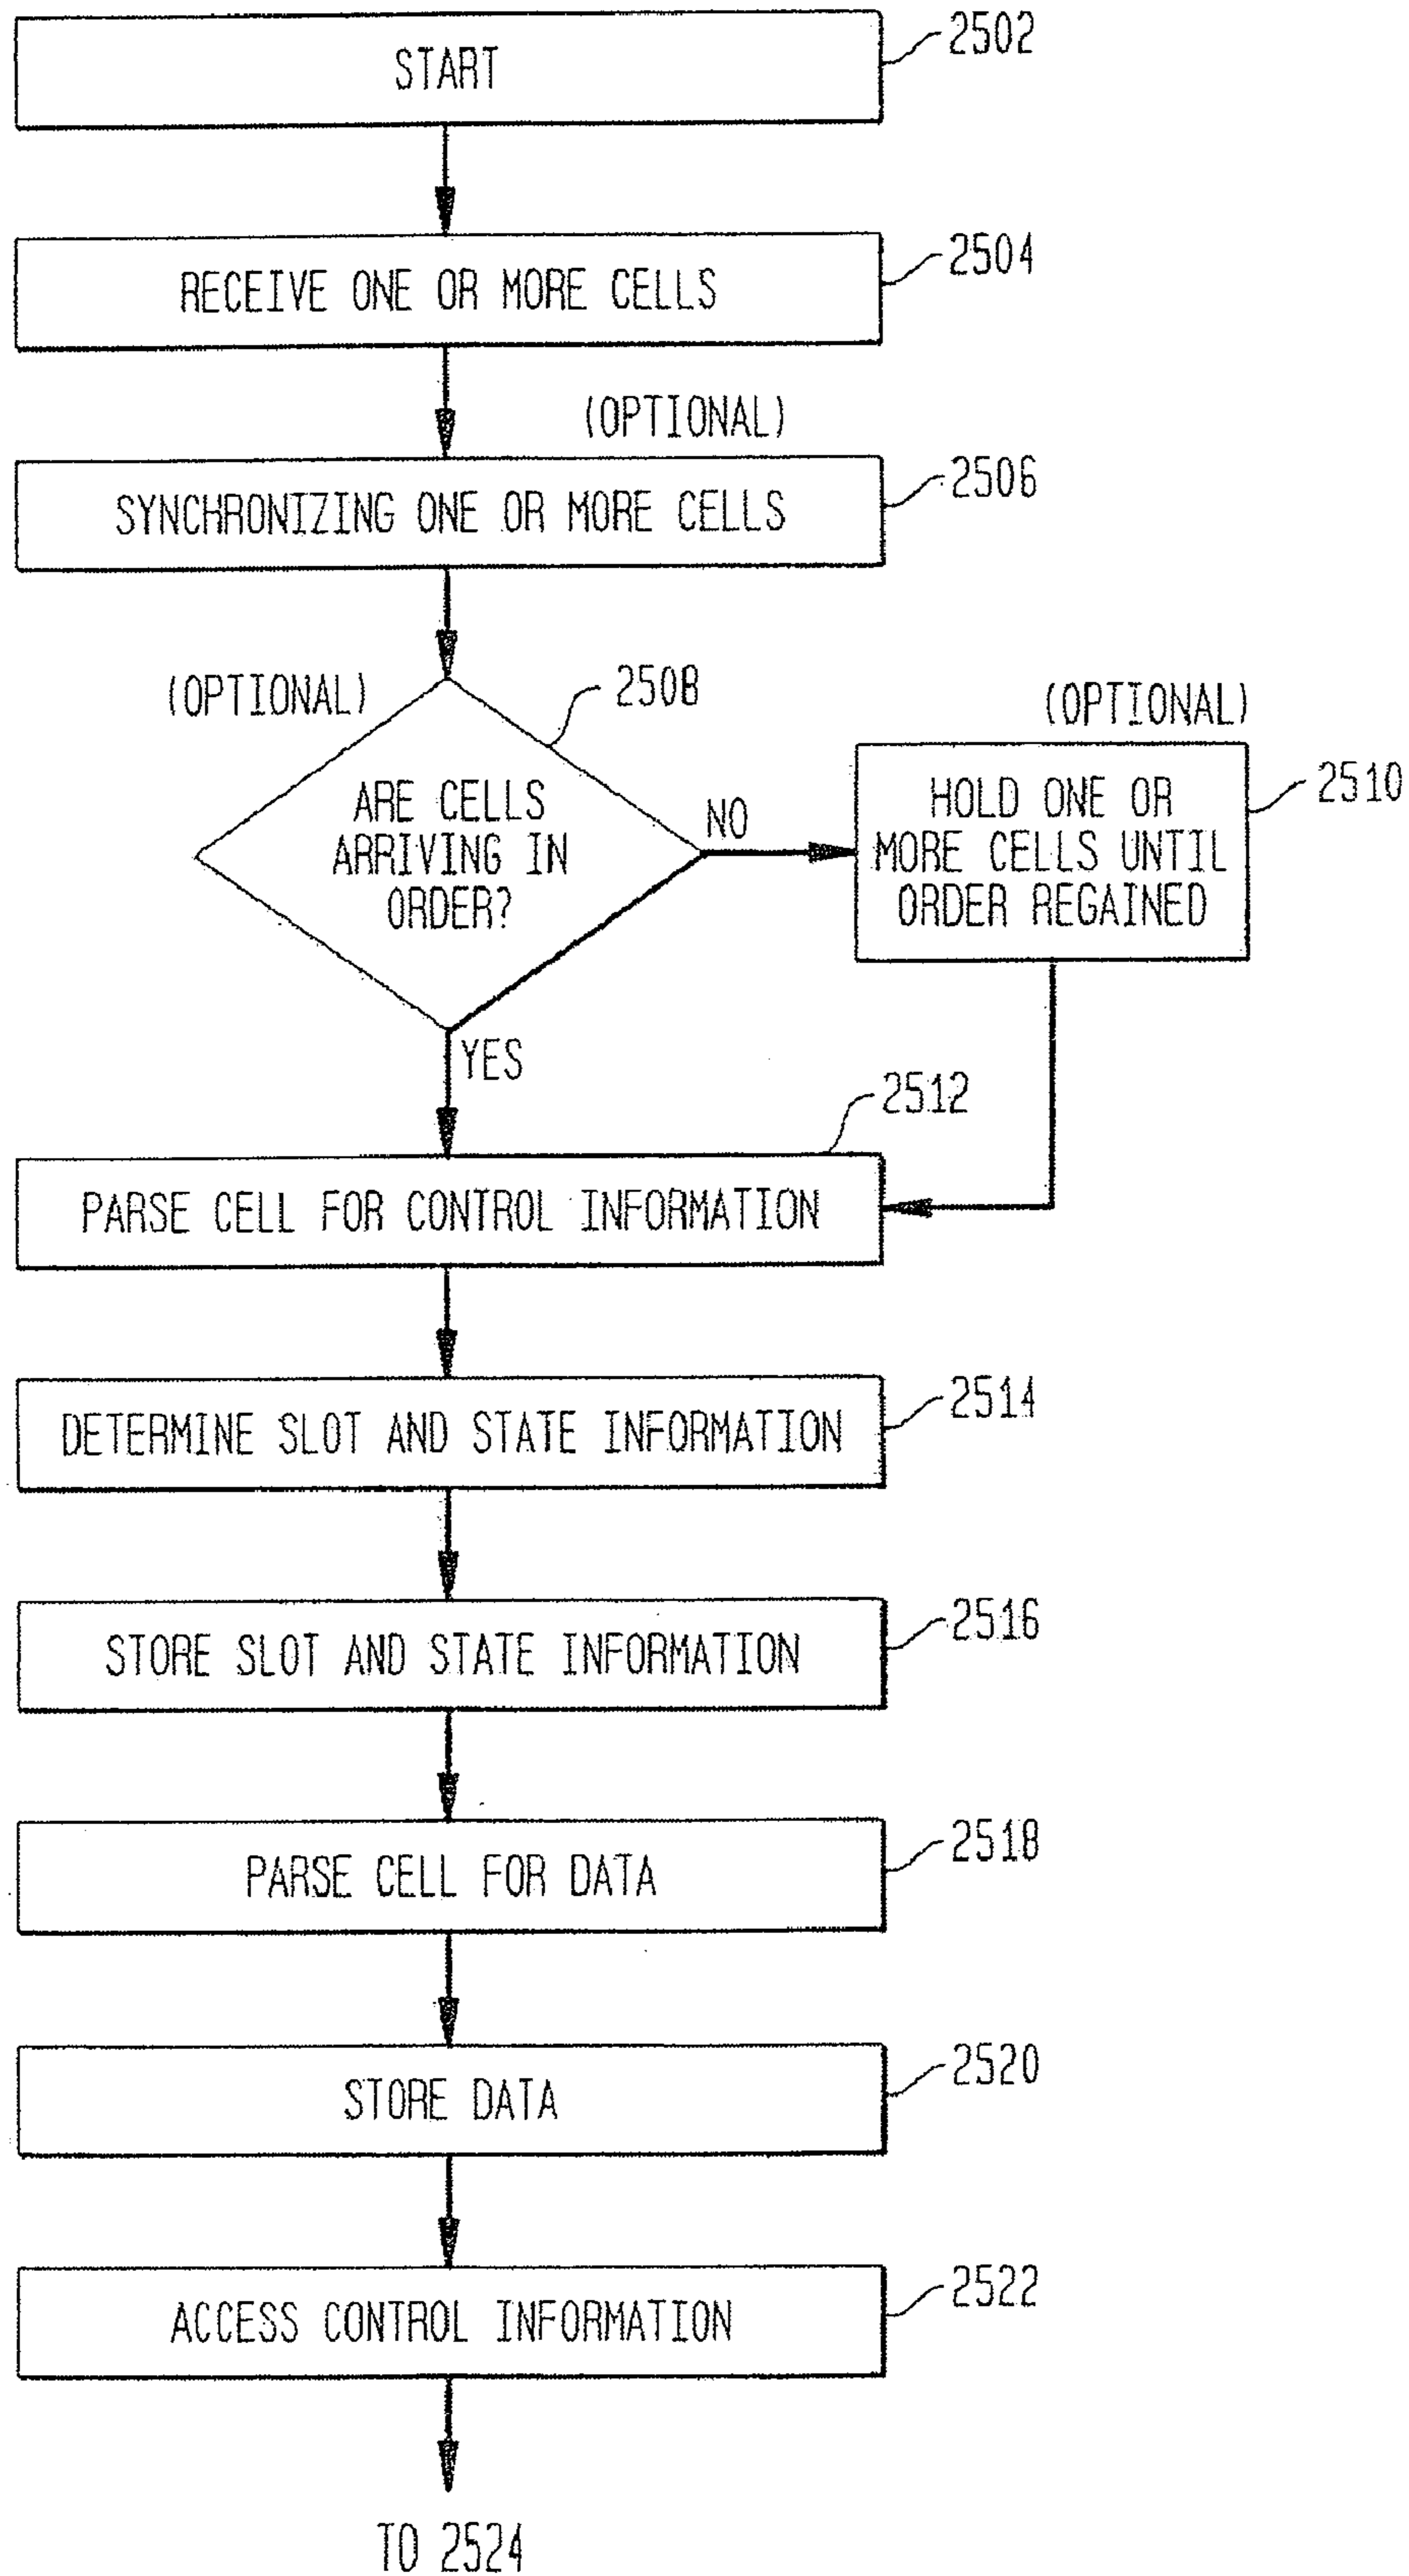 START
2502
RECEIVE ONE OR MORE CELLS
2504
(OPTIONAL)
SYNCHRONIZING ONE OR MORE CELLS
2506
(OPTIONAL)
2508
ARE CELLS
ARRIVING IN
ORDER?
NO
YES
(OPTIONAL)
HOLD ONE OR
MORE CELLS UNTIL
ORDER REGAINED
2510
2512
PARSE CELL FOR CONTROL INFORMATION
DETERMINE SLOT AND STATE INFORMATION
2514
STORE SLOT AND STATE INFORMATION
2516
PARSE CELL FOR DATA
2518
STORE DATA
2520
ACCESS CONTROL INFORMATION
2522
TO 2524